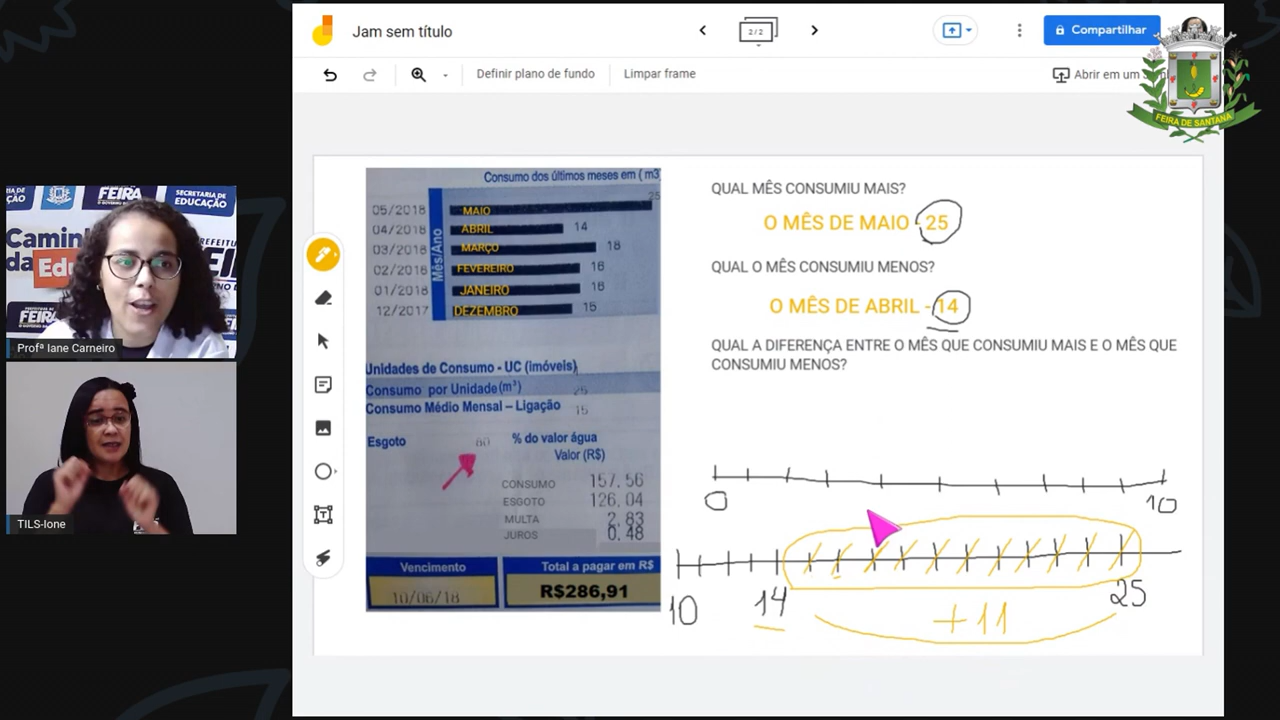 Jam sem título
2/2
Compartilhar
Definir plano de fundo
Limpar frame
Abrir em um
FEIRA DE SANTANA
Consumo dos últimos meses em ( m3
25
05/2018 MAIO
04/2018 ABRIL 14
03/2018 MARÇO 18
02/2018 FEVEREIRO 16
01/2018 JANEIRO 16
12/2017 DEZEMBRO 15
Mês/Ano
Unidades de Consumo - UC (imóveis)
Consumo por Unidade (m³) 25
Consumo Médio Mensal – Ligação 15
Esgoto 80 % do valor água
Valor (R$)
CONSUMO 157,56
ESGOTO 126,04
MULTA 2,83
JUROS 0,48
Vencimento
10/06/18
Total a pagar em R$
R$286,91
QUAL MÊS CONSUMIU MAIS?
O MÊS DE MAIO - 25
QUAL O MÊS CONSUMIU MENOS?
O MÊS DE ABRIL - 14
QUAL A DIFERENÇA ENTRE O MÊS QUE CONSUMIU MAIS E O MÊS QUE
CONSUMIU MENOS?
0 10
10 14 25
+11
SECRETARIA DE
EDUCAÇÃO
FEIRA
Profª Iane Carneiro
TILS-Ione